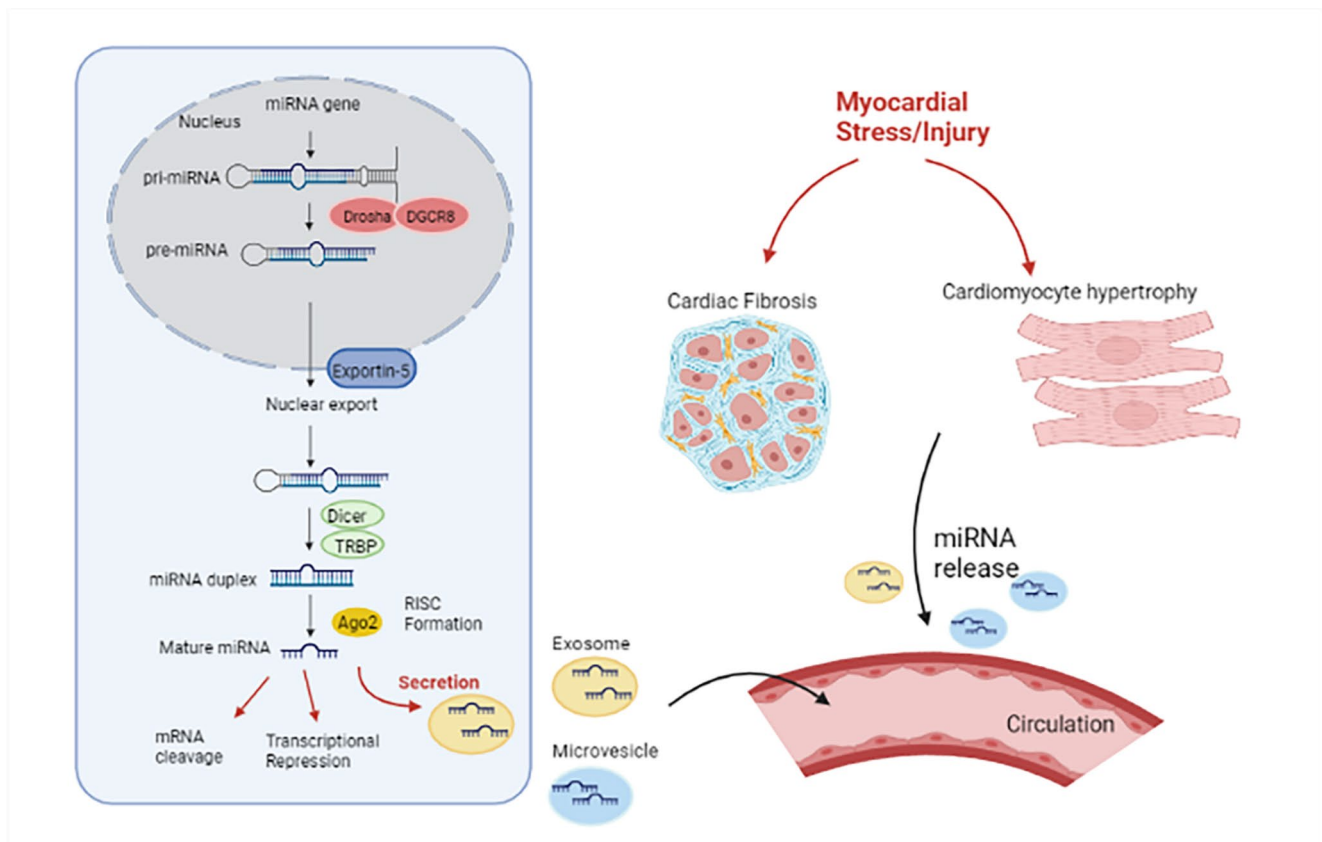 miRNA gene
Nucleus
pri-miRNA
Drosha
DGCR8
pre-miRNA
Exportin-5
Nuclear export
Dicer
TRBP
miRNA duplex
Ago2
RISC
Formation
Mature miRNA
Secretion
mRNA
cleavage
Transcriptional
Repression
Exosome
Microvesicle
Myocardial
Stress/Injury
Cardiac Fibrosis
Cardiomyocyte hypertrophy
miRNA
release
Circulation